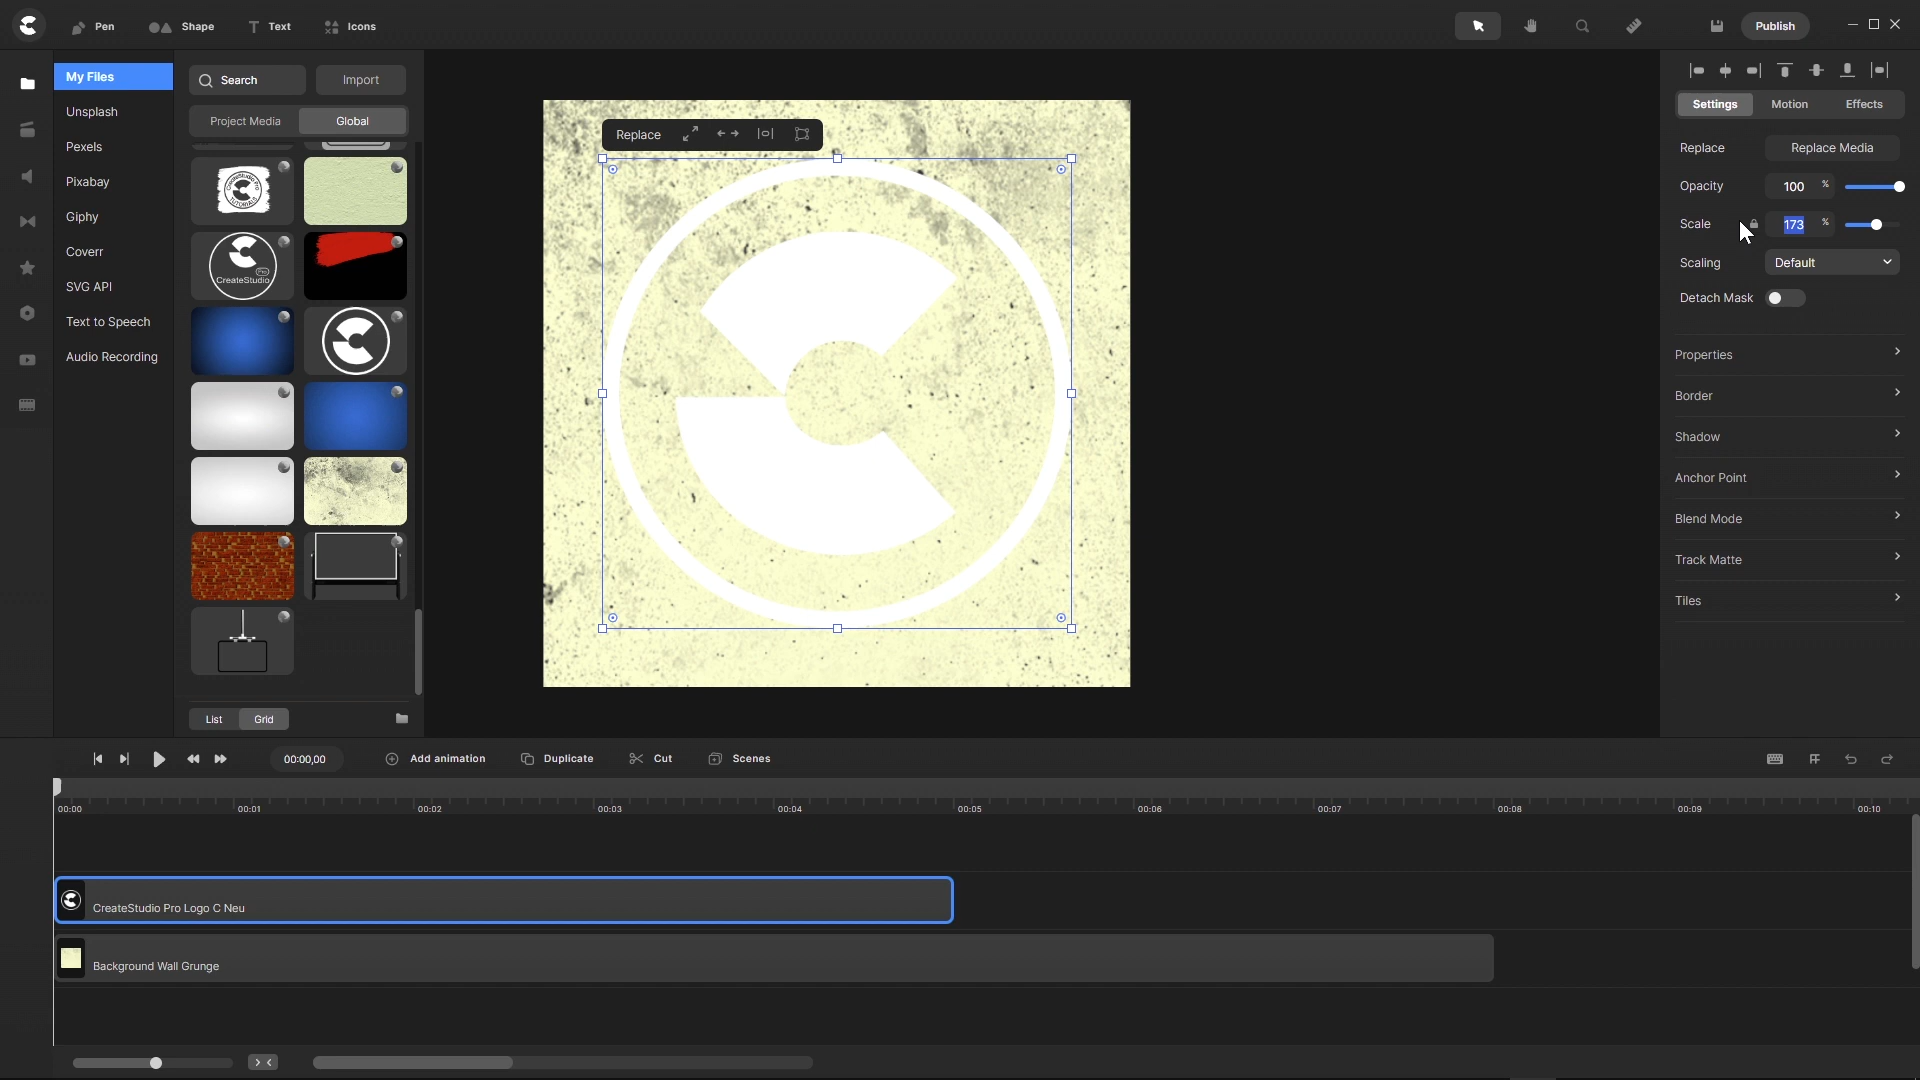 Pen
Shape
Text
Icons
Publish
My Files
Unsplash
Pexels
Pixabay
Giphy
Coverr
SVG API
Text to Speech
Audio Recording
Search
Import
Project Media
Global
CreateStudio Pro
TUTORIALS
CreateStudio
Pro
List
Grid
Replace
Settings
Motion
Effects
Replace
Replace Media
Opacity
100 %
Scale
173 %
Scaling
Default
Detach Mask
Properties
Border
Shadow
Anchor Point
Blend Mode
Track Matte
Tiles
00:00,00
Add animation
Duplicate
Cut
Scenes
00:00 00:01 00:02 00:03 00:04 00:05 00:06 00:07 00:08 00:09 00:10
CreateStudio Pro Logo C Neu
Background Wall Grunge